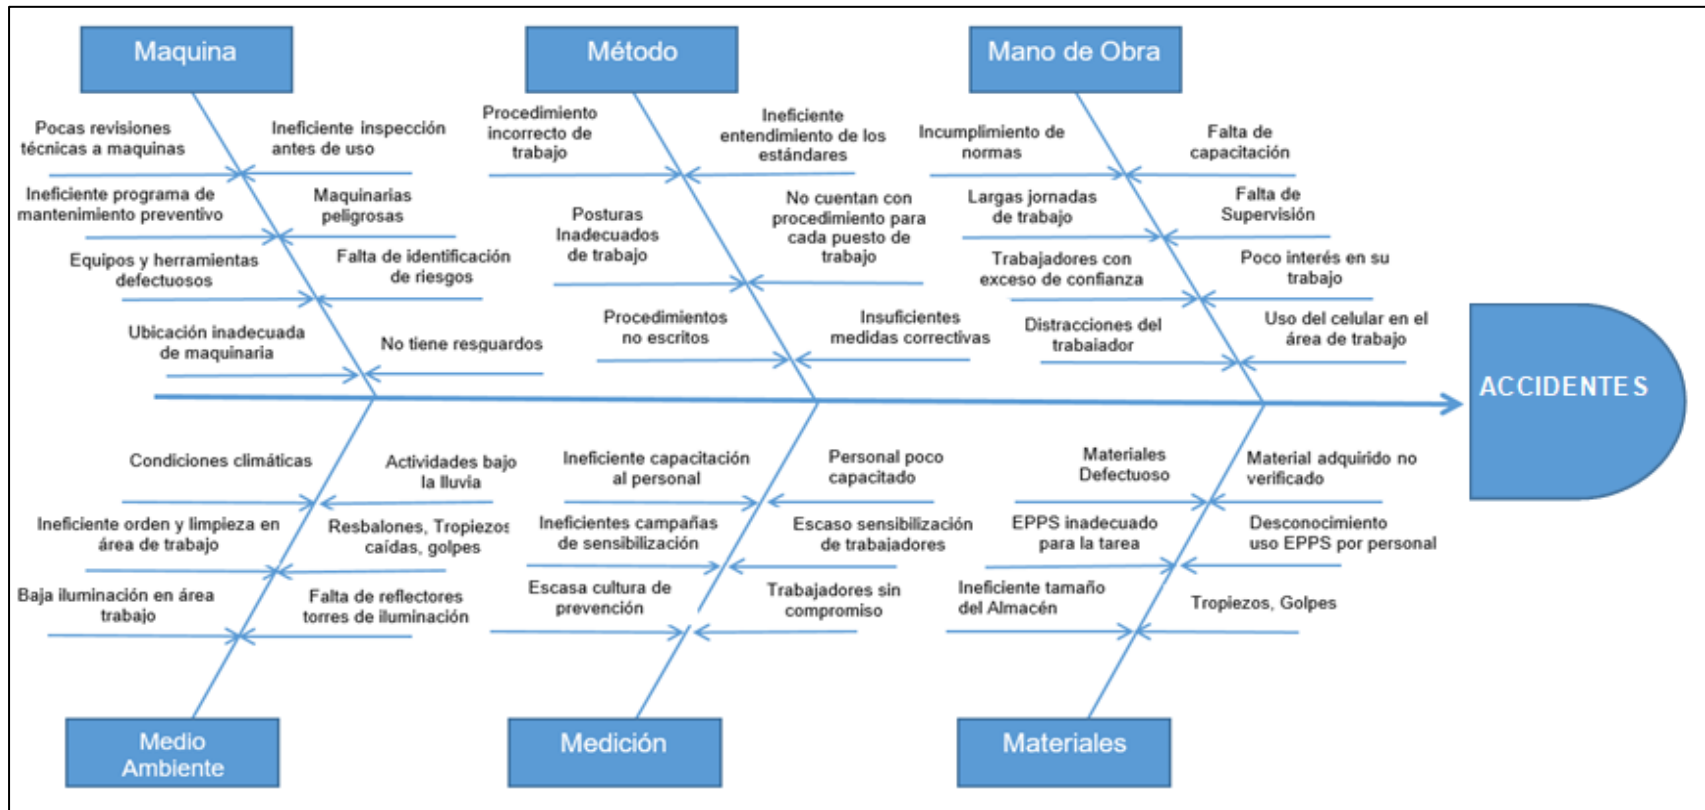 Maquina
Método
Mano de Obra
Pocas revisiones
técnicas a maquinas
Ineficiente inspección
antes de uso
Ineficiente programa de
mantenimiento preventivo
Maquinarias
peligrosas
Equipos y herramientas
defectuosos
Falta de identificación
de riesgos
Ubicación inadecuada
de maquinaria
No tiene resguardos
Procedimiento
incorrecto de
trabajo
Ineficiente
entendimiento de los
estándares
Posturas
Inadecuados
de trabajo
No cuentan con
procedimiento para
cada puesto de
trabajo
Procedimientos
no escritos
Insuficientes
medidas correctivas
Incumplimiento de
normas
Falta de
capacitación
Largas jornadas
de trabajo
Falta de
Supervisión
Trabajadores con
exceso de confianza
Poco interés en su
trabajo
Distracciones del
trabaiador
Uso del celular en el
área de trabajo
ACCIDENTES
Condiciones climáticas
Actividades bajo
la lluvia
Ineficiente orden y limpieza en
área de trabajo
Resbalones, Tropiezos
caídas, golpes
Baja iluminación en área
trabajo
Falta de reflectores
torres de iluminación
Ineficiente capacitación
al personal
Personal poco
capacitado
Ineficientes campañas
de sensibilización
Escaso sensibilización
de trabajadores
Escasa cultura de
prevención
Trabajadores sin
compromiso
Materiales
Defectuoso
Material adquirido no
verificado
EPPS inadecuado
para la tarea
Desconocimiento
uso EPPS por personal
Ineficiente tamaño
del Almacén
Tropiezos, Golpes
Medio
Ambiente
Medición
Materiales